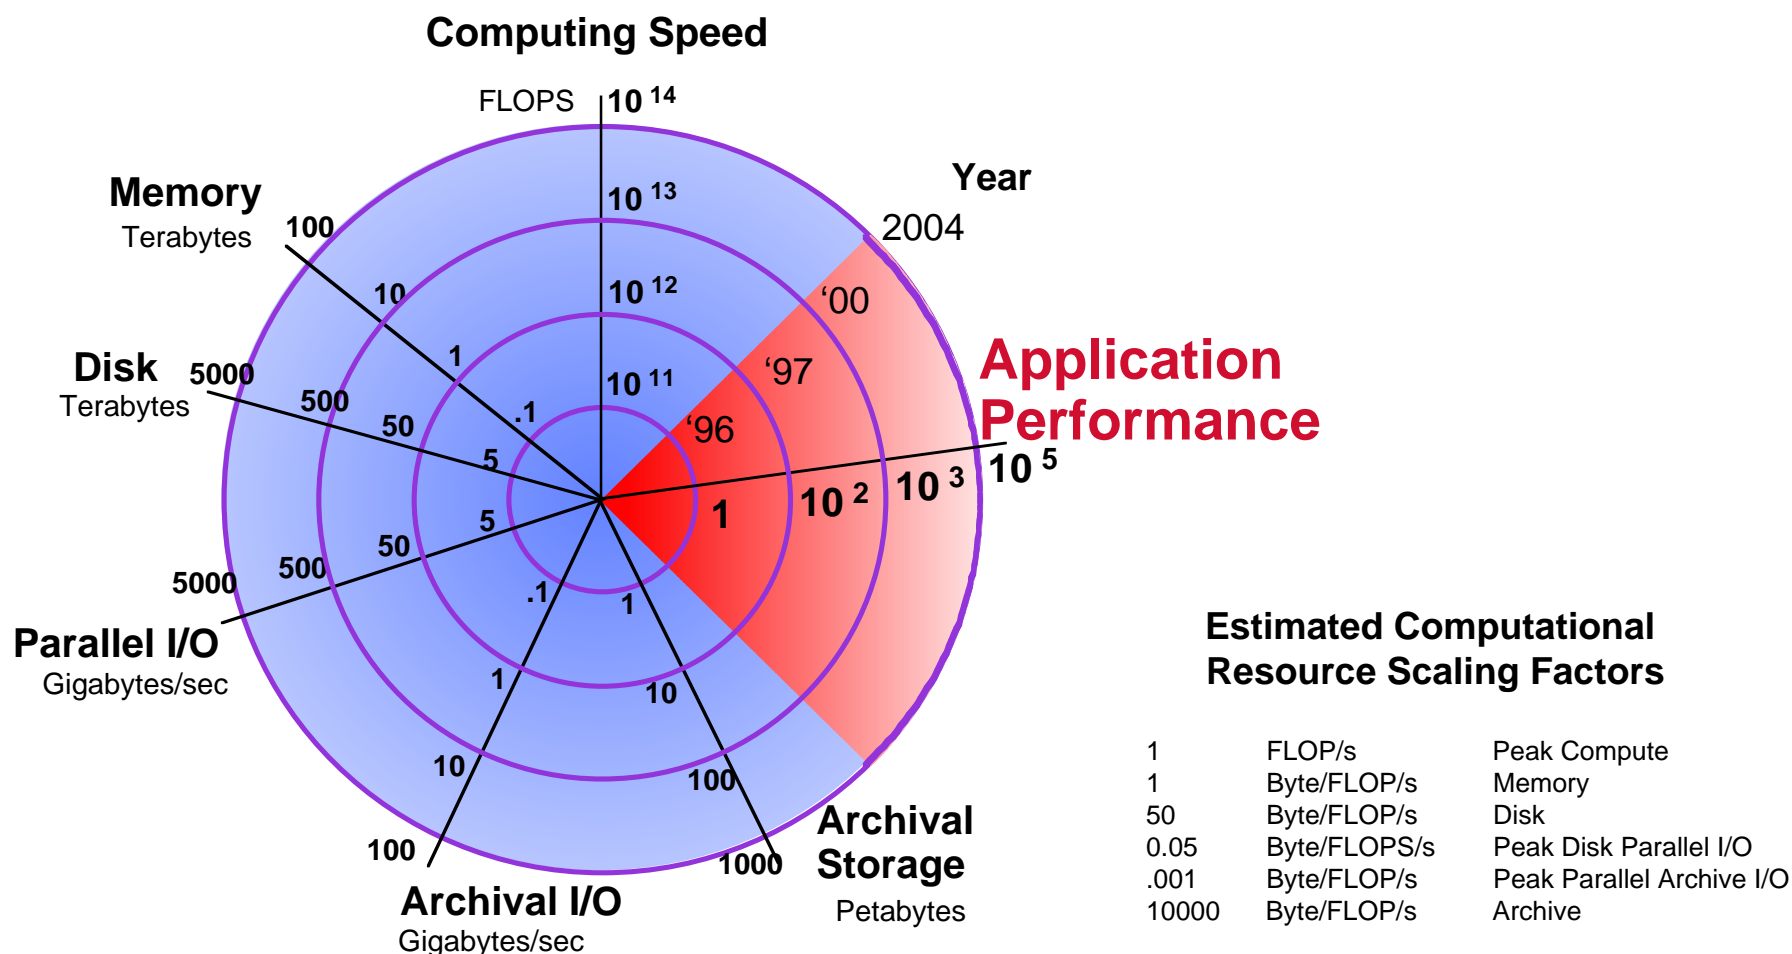 Computing Speed
FLOPS
10 14
10 13
10 12
10 11
Memory
Terabytes
100
10
1
.1
Disk
Terabytes
5000
500
50
5
Parallel I/O
Gigabytes/sec
5000
500
50
5
Archival I/O
Gigabytes/sec
100
10
1
.1
Archival
Storage
Petabytes
1
10
100
1000
Year
2004
‘00
‘97
‘96
Application
Performance
1
10 2
10 3
10 5
Estimated Computational
Resource Scaling Factors
1 FLOP/s Peak Compute
1 Byte/FLOP/s Memory
50 Byte/FLOP/s Disk
0.05 Byte/FLOPS/s Peak Disk Parallel I/O
.001 Byte/FLOP/s Peak Parallel Archive I/O
10000 Byte/FLOP/s Archive